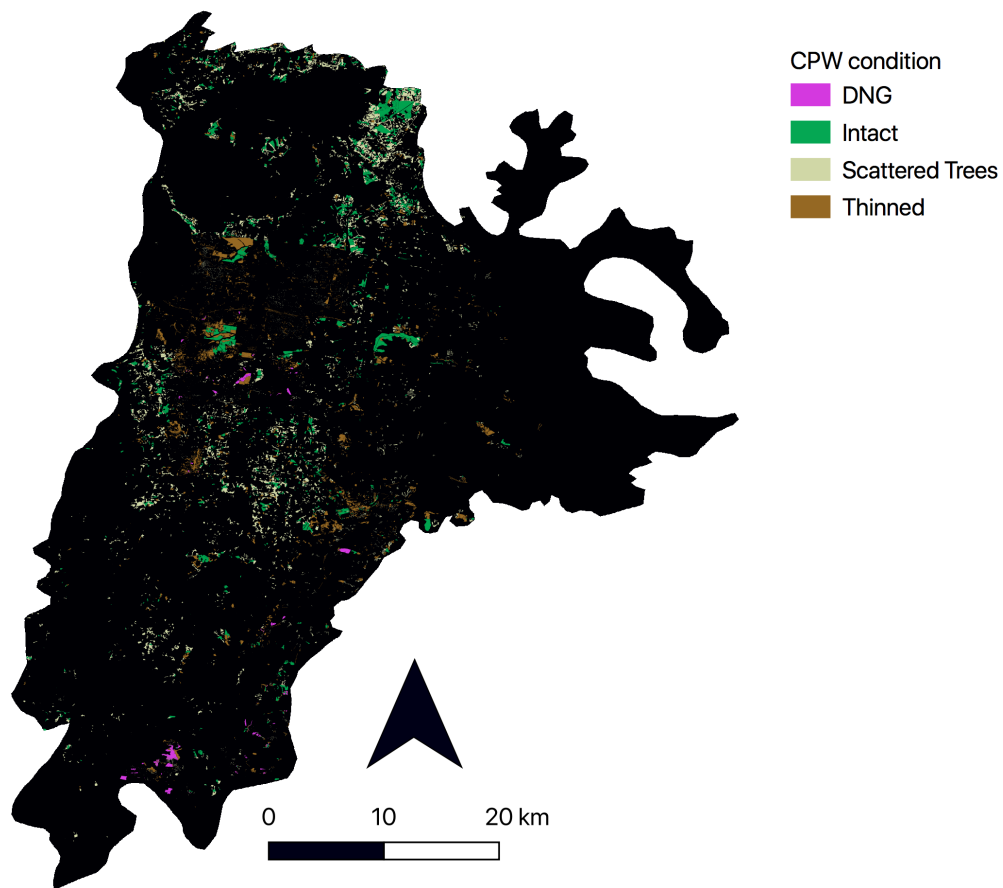 CPW condition
DNG
Intact
Scattered Trees
Thinned
0 10 20 km